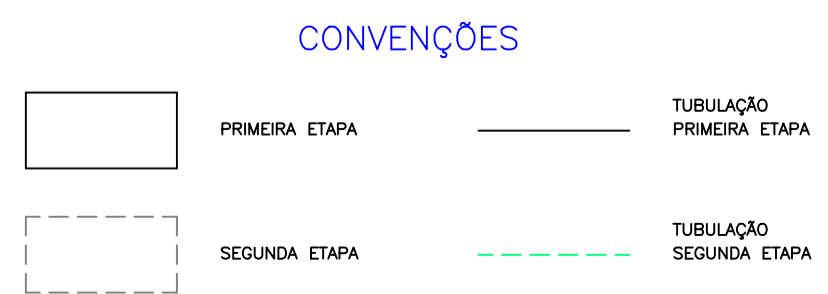 CONVENÇÕES
PRIMEIRA ETAPA
TUBULAÇÃO
PRIMEIRA ETAPA
SEGUNDA ETAPA
TUBULAÇÃO
SEGUNDA ETAPA